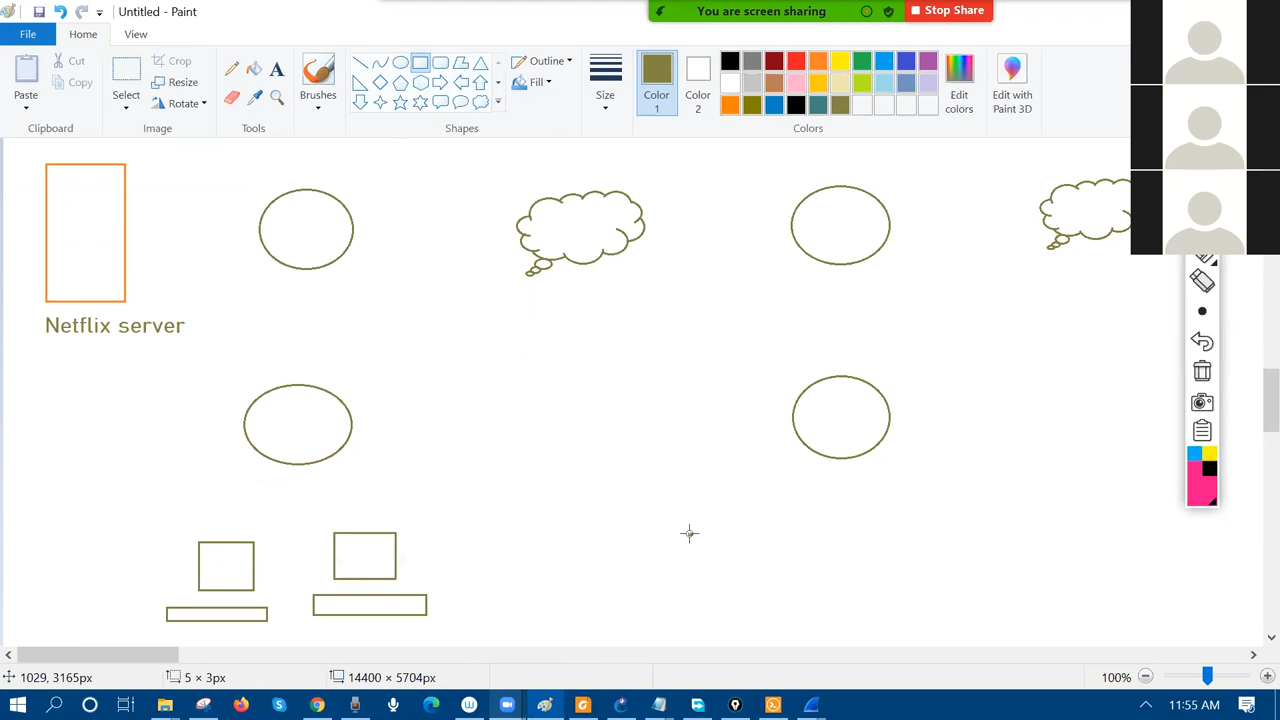 Untitled - Paint
You are screen sharing
Stop Share
File
Home
View
Paste
Cut
Copy
Clipboard
Select
Crop
Resize
Rotate
Image
A
Tools
Brushes
Shapes
Outline
Fill
Size
Color 1
Color 2
Edit colors
Colors
Edit with Paint 3D
Netflix server
1029, 3165px
5 × 3px
14400 × 5704px
100%
11:55 AM